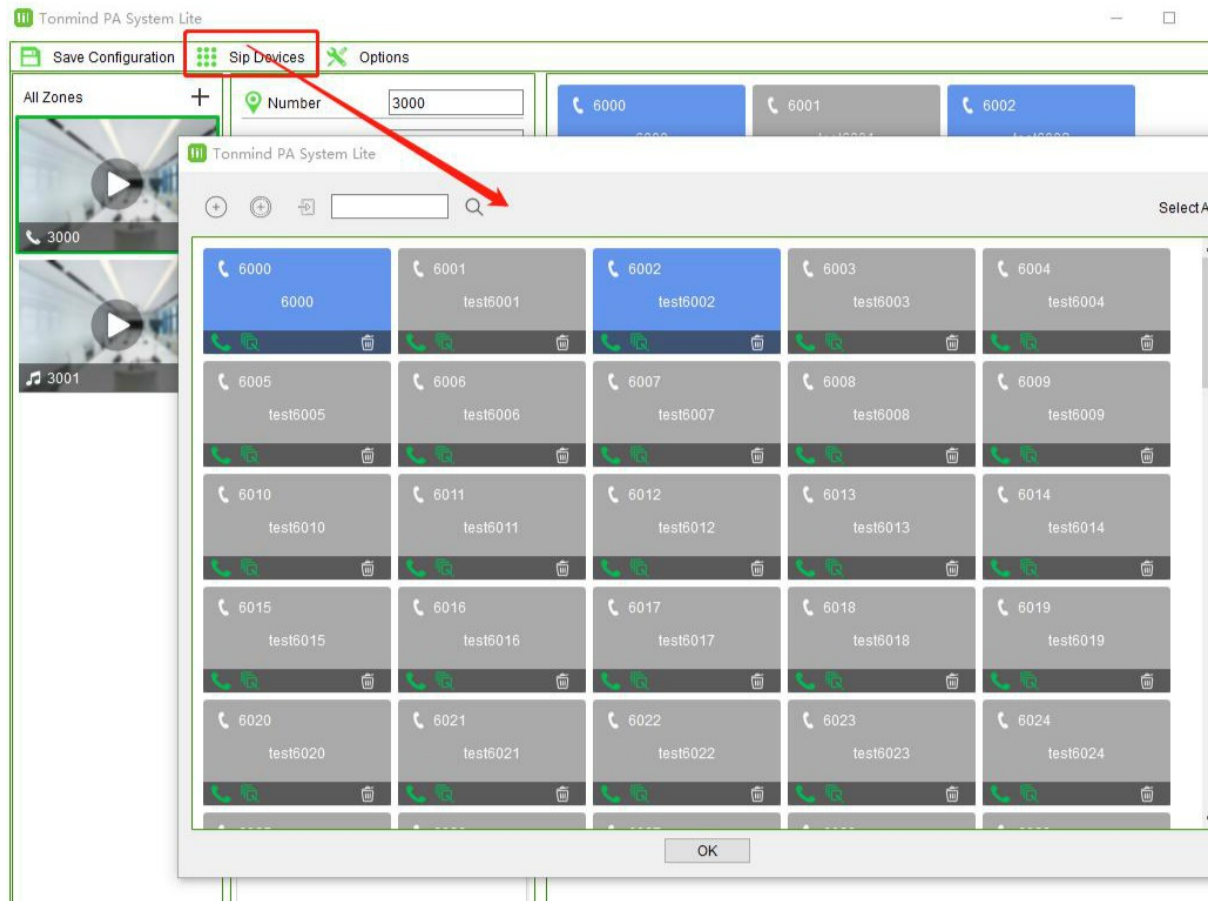 Tonmind PA System Lite
Save Configuration Sip Devices Options
All Zones
Number 3000
6000 6001 6002
3000
3001
Tonmind PA System Lite
Select A
6000 6001 6002 6003 6004
6000 test6001 test6002 test6003 test6004
6005 6006 6007 6008 6009
test6005 test6006 test6007 test6008 test6009
6010 6011 6012 6013 6014
test6010 test6011 test6012 test6013 test6014
6015 6016 6017 6018 6019
test6015 test6016 test6017 test6018 test6019
6020 6021 6022 6023 6024
test6020 test6021 test6022 test6023 test6024
OK